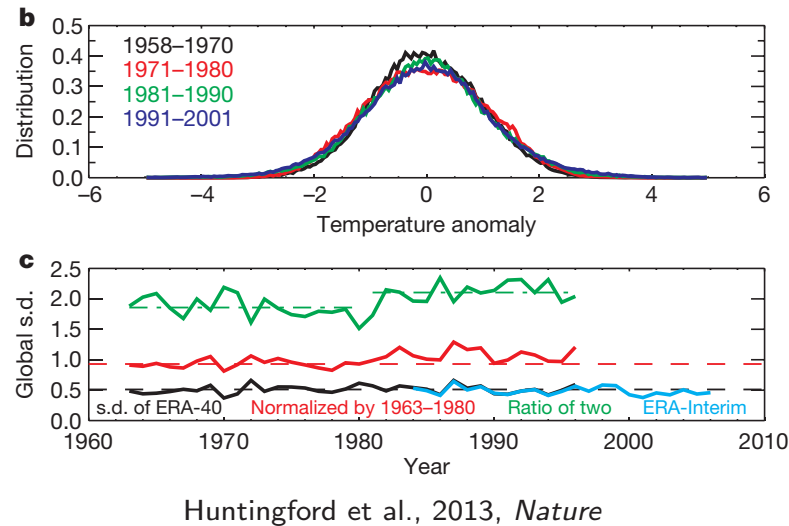 b
0.5
0.4
0.3
0.2
0.1
0.0
Distribution
1958–1970
1971–1980
1981–1990
1991–2001
−6 −4 −2 0 2 4 6
Temperature anomaly
c
2.5
2.0
1.5
1.0
0.5
0.0
Global s.d.
s.d. of ERA-40 Normalized by 1963–1980 Ratio of two ERA-Interim
1960 1970 1980 1990 2000 2010
Year
Huntingford et al., 2013, Nature